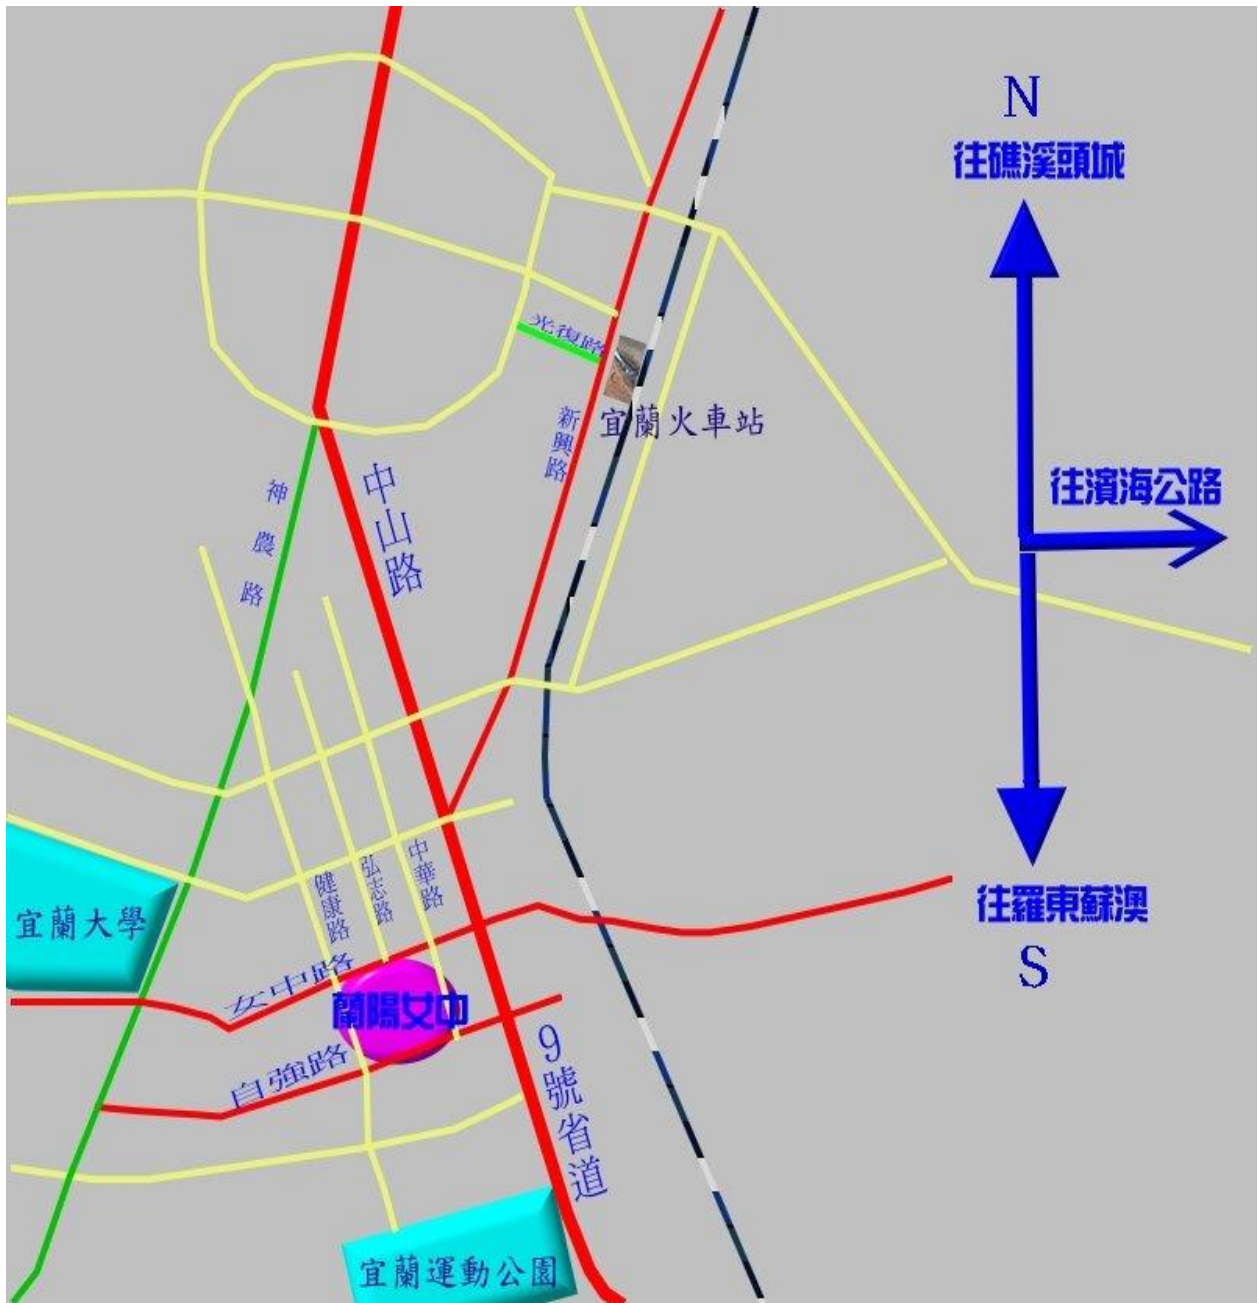 N
往礁溪頭城
光復路
宜蘭火車站
新興路
中山路
往濱海公路
神農路
中華路
弘志路
健康路
往羅東蘇澳
宜蘭大學
S
女中路
蘭陽女中
自強路
9號省道
宜蘭運動公園